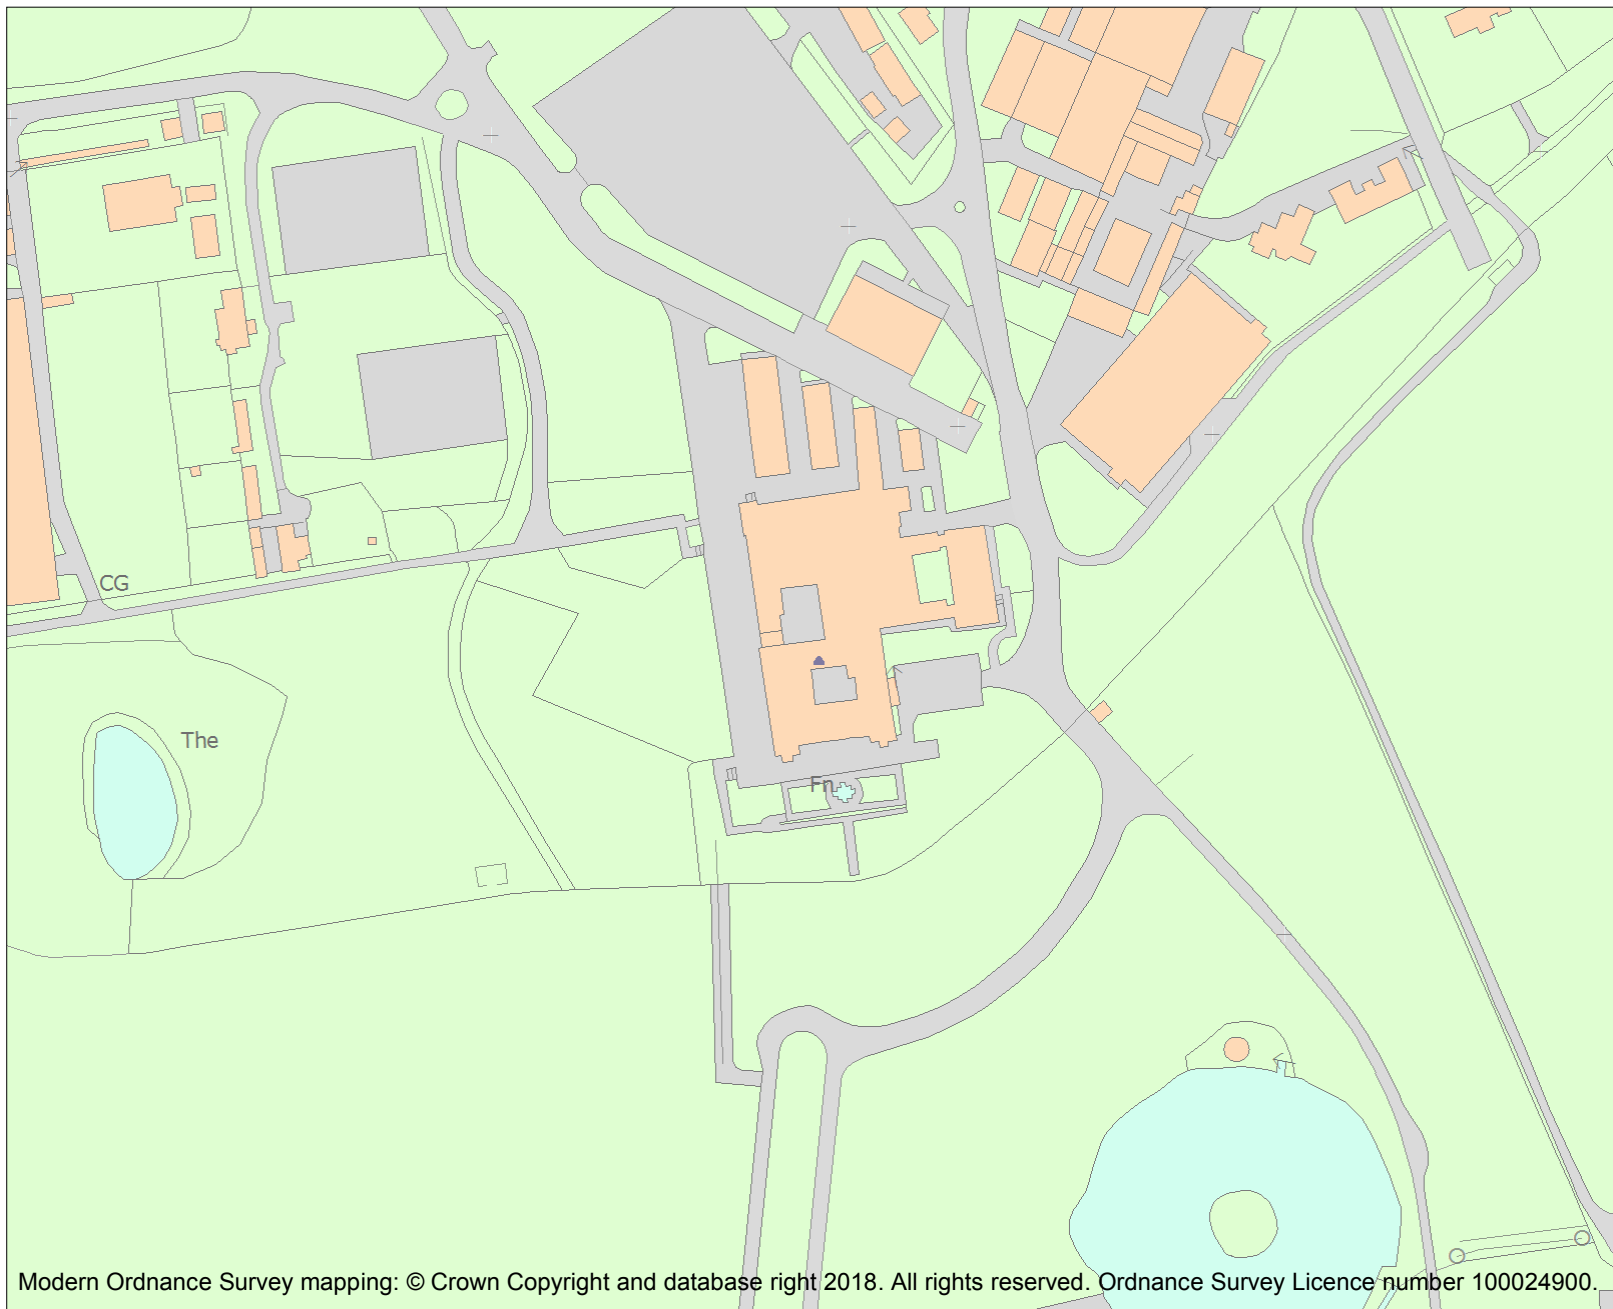 CG
The
Fn
Modern Ordnance Survey mapping: © Crown Copyright and database right 2018. All rights reserved. Ordnance Survey Licence number 100024900.